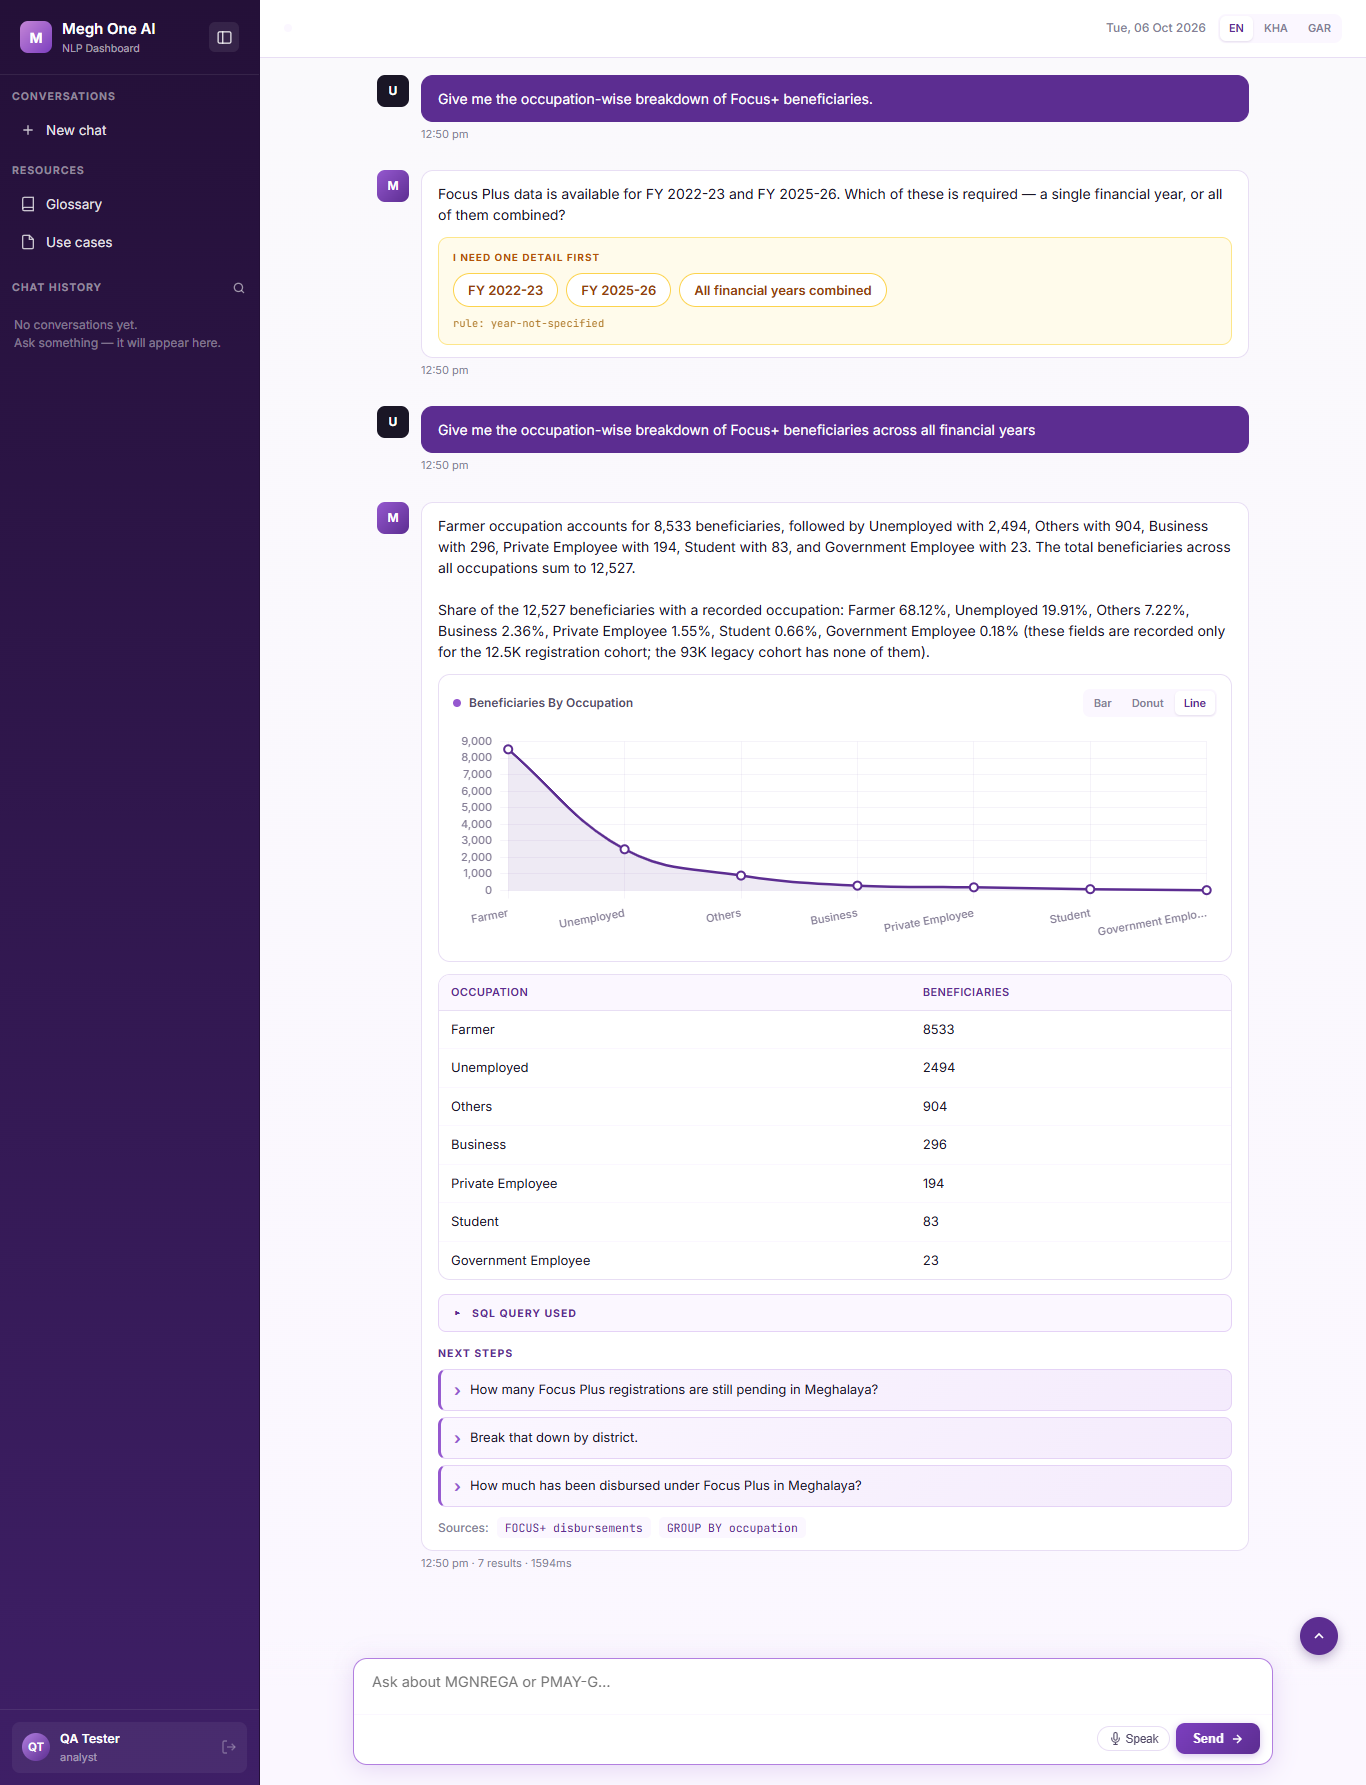 M
Megh One AI
NLP Dashboard
CONVERSATIONS
+ New chat
RESOURCES
Glossary
Use cases
CHAT HISTORY
No conversations yet.
Ask something — it will appear here.
QT
QA Tester
analyst
Tue, 06 Oct 2026
EN KHA GAR
U
Give me the occupation-wise breakdown of Focus+ beneficiaries.
12:50 pm
M
Focus Plus data is available for FY 2022-23 and FY 2025-26. Which of these is required — a single financial year, or all
of them combined?
I NEED ONE DETAIL FIRST
FY 2022-23 FY 2025-26 All financial years combined
rule: year-not-specified
12:50 pm
U
Give me the occupation-wise breakdown of Focus+ beneficiaries across all financial years
12:50 pm
M
Farmer occupation accounts for 8,533 beneficiaries, followed by Unemployed with 2,494, Others with 904, Business
with 296, Private Employee with 194, Student with 83, and Government Employee with 23. The total beneficiaries across
all occupations sum to 12,527.
Share of the 12,527 beneficiaries with a recorded occupation: Farmer 68.12%, Unemployed 19.91%, Others 7.22%,
Business 2.36%, Private Employee 1.55%, Student 0.66%, Government Employee 0.18% (these fields are recorded only
for the 12.5K registration cohort; the 93K legacy cohort has none of them).
Beneficiaries By Occupation
Bar Donut Line
9,000
8,000
7,000
6,000
5,000
4,000
3,000
2,000
1,000
0
Farmer Unemployed Others Business Private Employee Student Government Emplo...
OCCUPATION BENEFICIARIES
Farmer 8533
Unemployed 2494
Others 904
Business 296
Private Employee 194
Student 83
Government Employee 23
SQL QUERY USED
NEXT STEPS
How many Focus Plus registrations are still pending in Meghalaya?
Break that down by district.
How much has been disbursed under Focus Plus in Meghalaya?
Sources: FOCUS+ disbursements GROUP BY occupation
12:50 pm · 7 results · 1594ms
Ask about MGNREGA or PMAY-G...
Speak
Send →